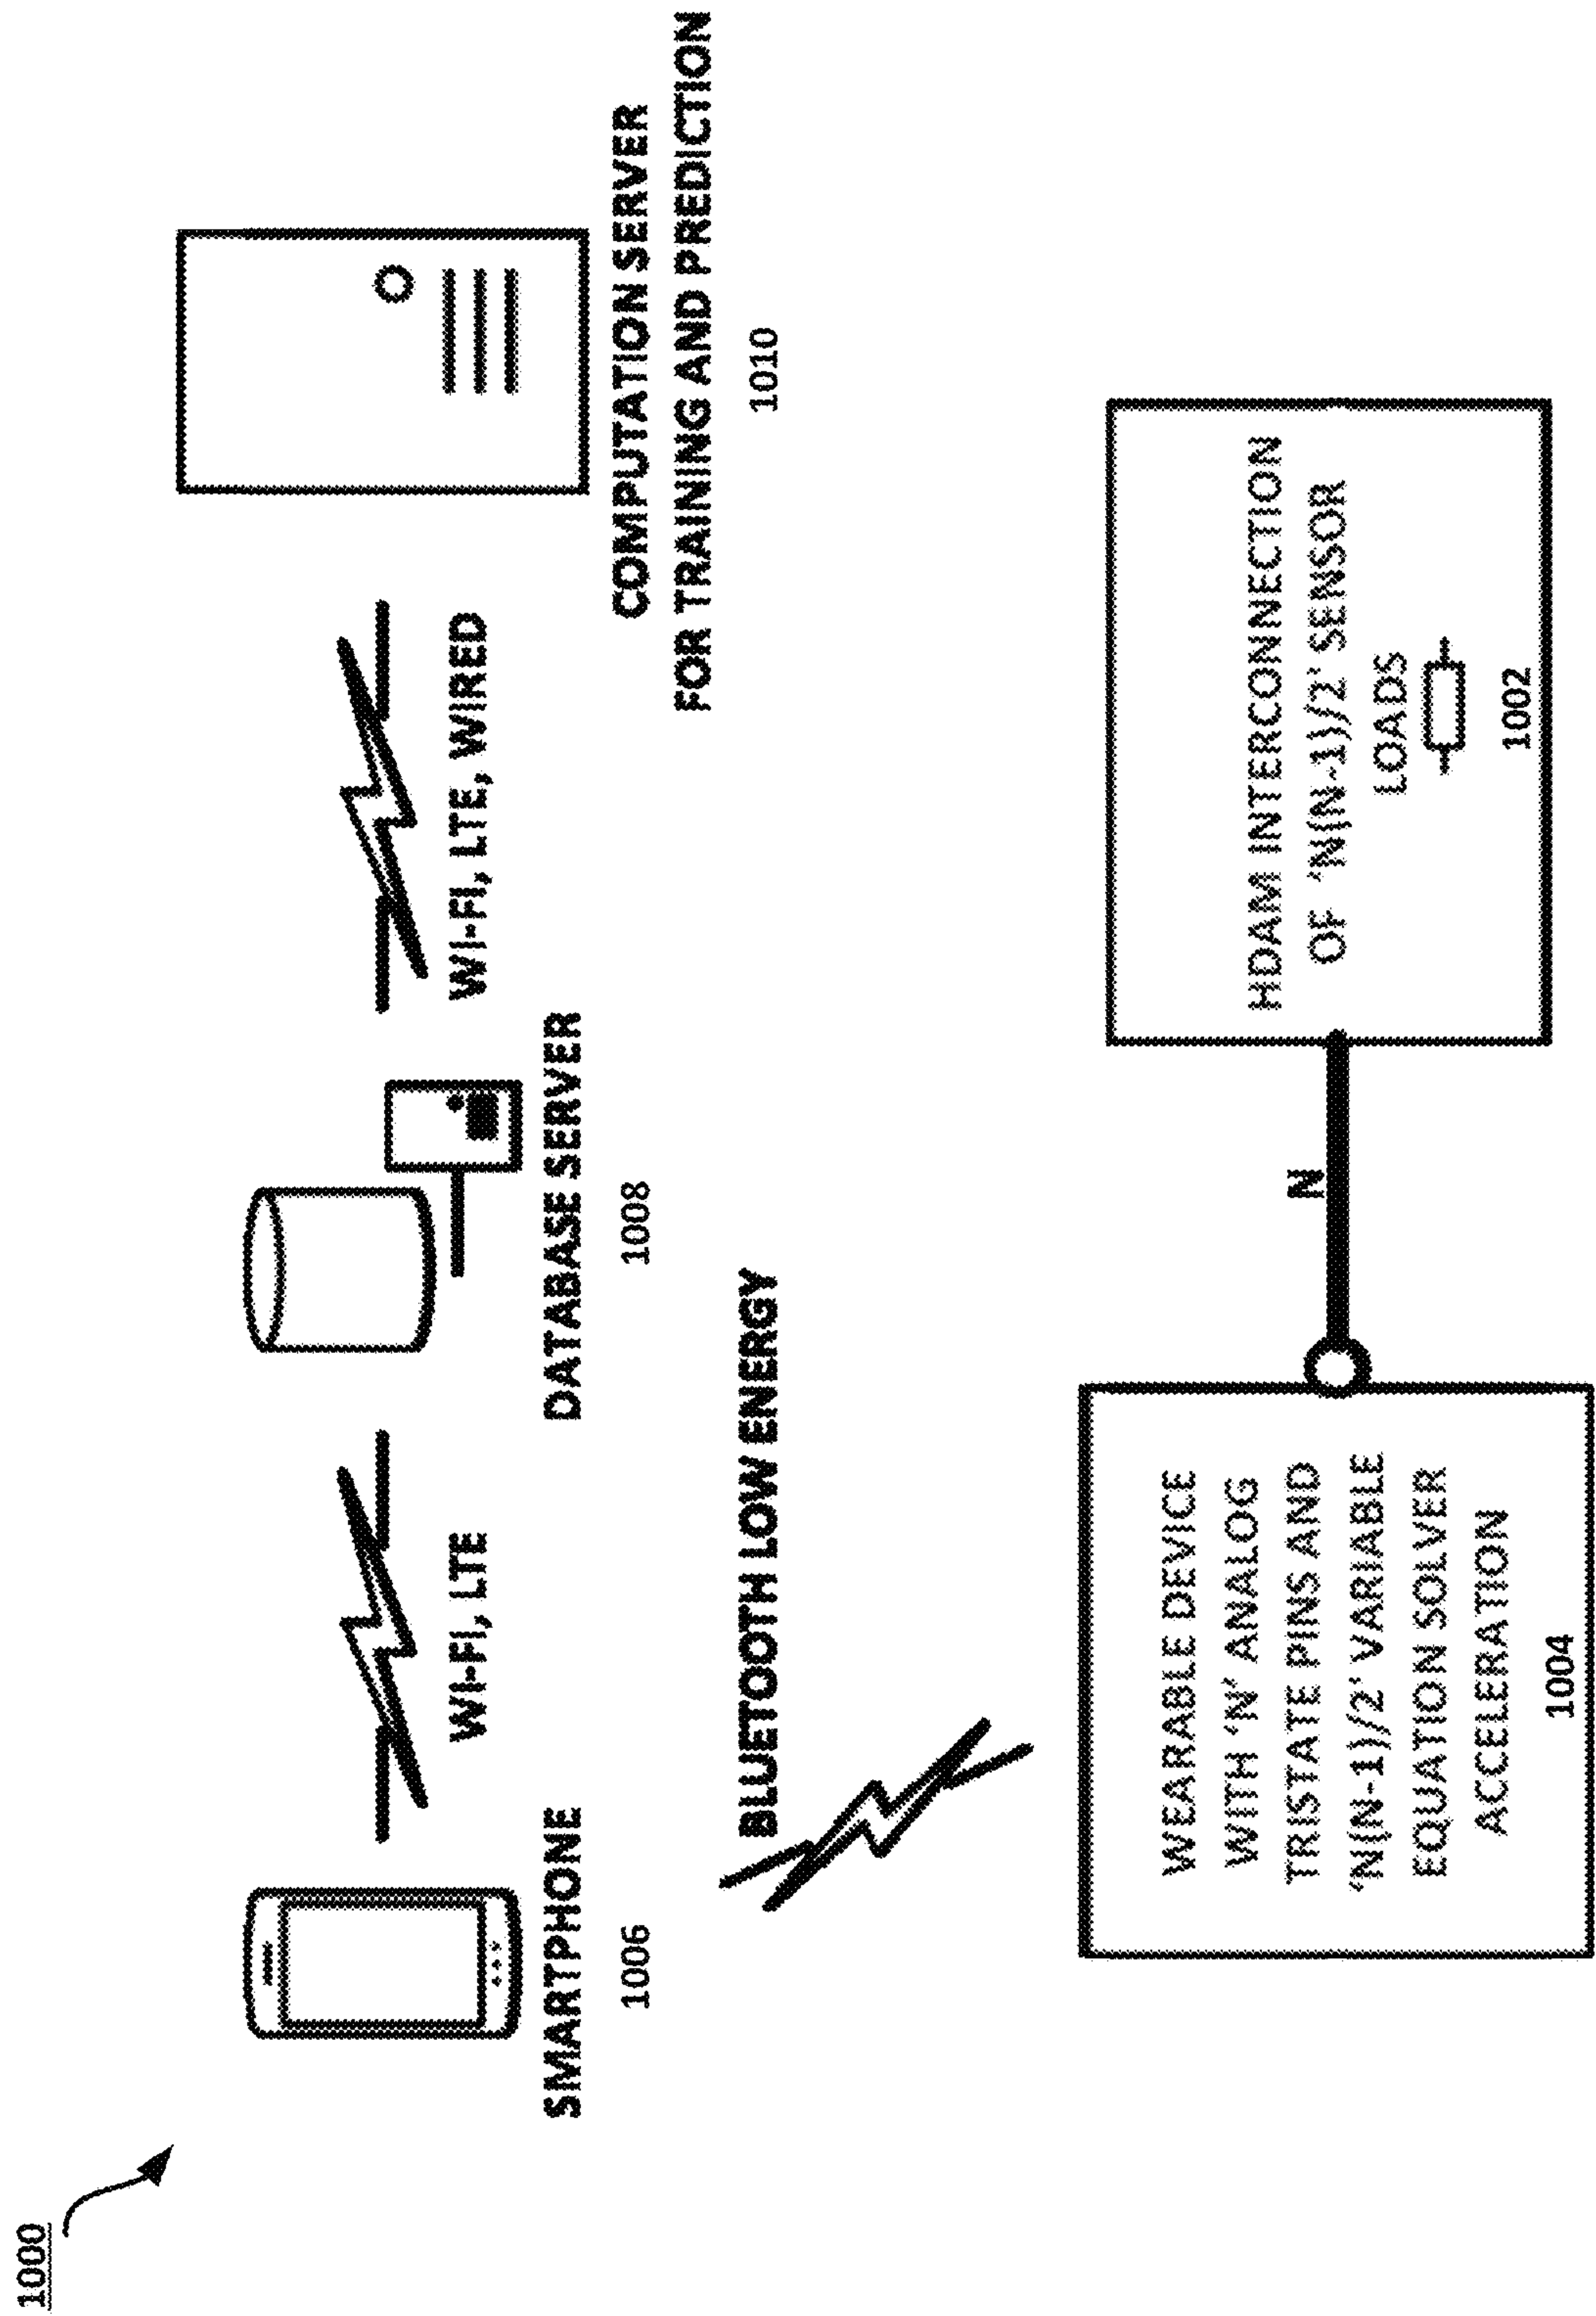 1000
WI-FI, LTE
WI-FI, LTE, WIRED
SMARTPHONE
1006
DATABASE SERVER
1008
COMPUTATION SERVER
FOR TRAINING AND PREDICTION
1010
BLUETOOTH LOW ENERGY
WEARABLE DEVICE
WITH ‘N’ ANALOG
TRISTATE PINS AND
‘N(N-1)/2’ VARIABLE
EQUATION SOLVER
ACCELERATION
1004
N
HDAM INTERCONNECTION
OF ‘N(N-1)/2’ SENSOR
LOADS
1002